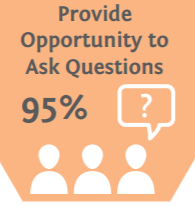 Provide
Opportunity to
Ask Questions
95% ?